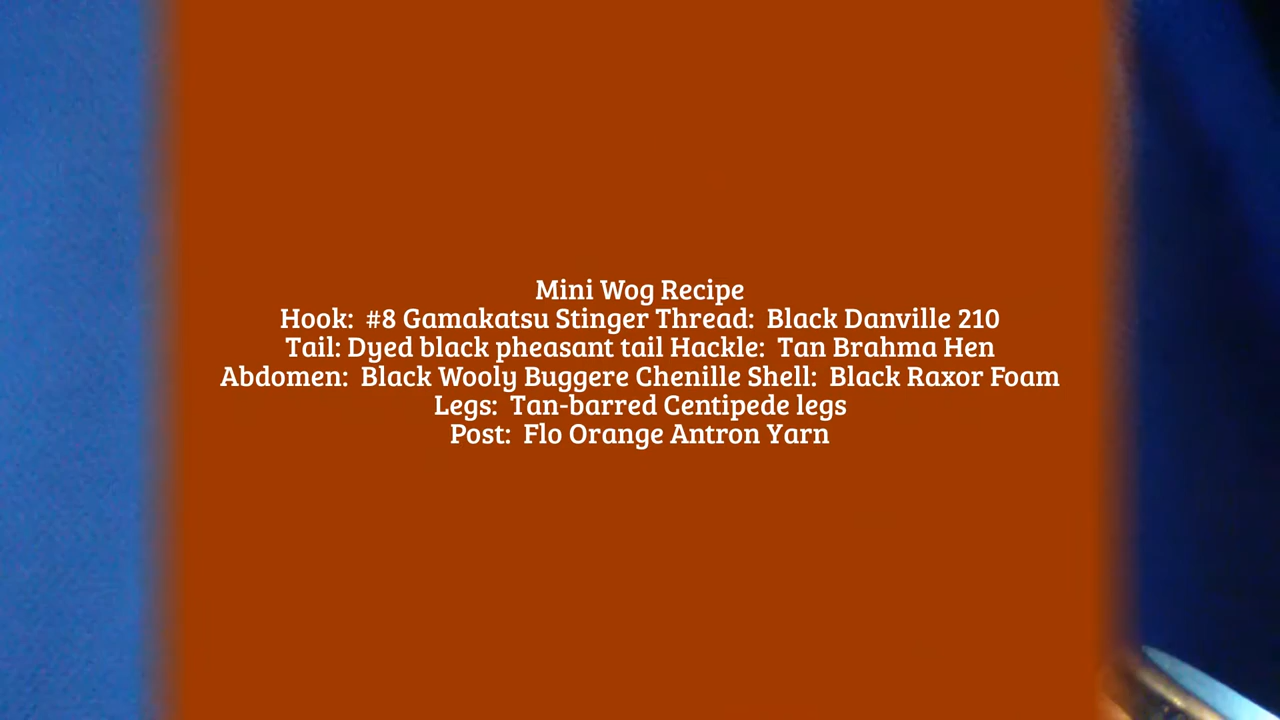 Mini Wog Recipe
Hook:  #8 Gamakatsu Stinger Thread:  Black Danville 210
Tail: Dyed black pheasant tail Hackle:  Tan Brahma Hen
Abdomen:  Black Wooly Buggere Chenille Shell:  Black Raxor Foam
Legs:  Tan-barred Centipede legs
Post:  Flo Orange Antron Yarn